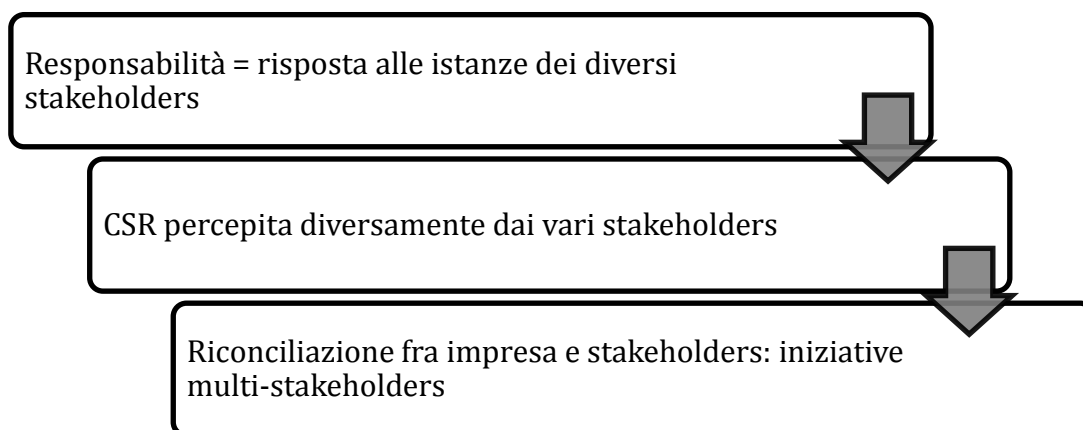 Responsabilità = risposta alle istanze dei diversi
stakeholders
CSR percepita diversamente dai vari stakeholders
Riconciliazione fra impresa e stakeholders: iniziative
multi-stakeholders